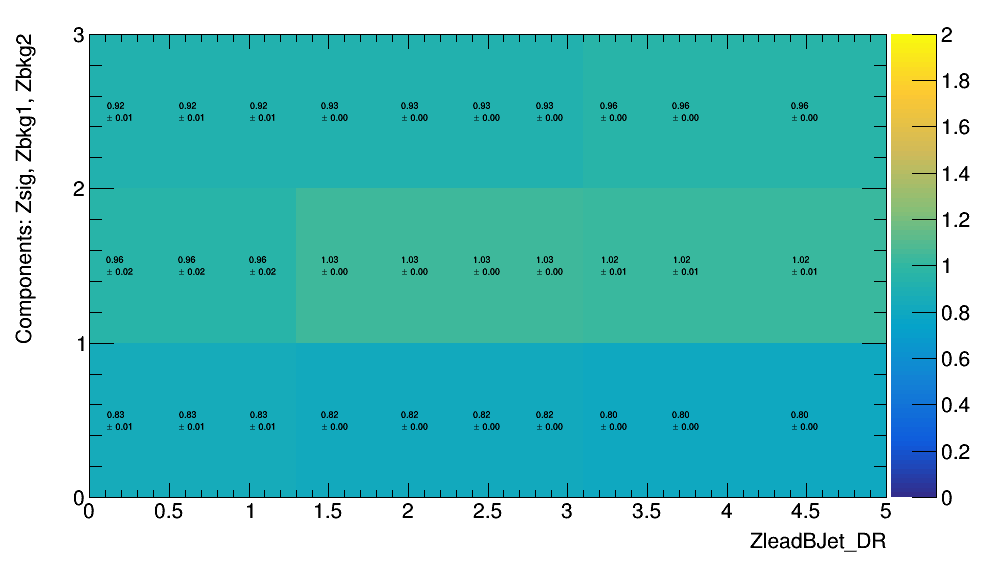 Components: Zsig, Zbkg1, Zbkg2
3
2
1
0
0.92 0.92 0.92 0.93 0.93 0.93 0.93 0.96 0.96 0.96
± 0.01 ± 0.01 ± 0.01 ± 0.00 ± 0.00 ± 0.00 ± 0.00 ± 0.00 ± 0.00 ± 0.00
0.96 0.96 0.96 1.03 1.03 1.03 1.03 1.02 1.02 1.02
± 0.02 ± 0.02 ± 0.02 ± 0.00 ± 0.00 ± 0.00 ± 0.00 ± 0.01 ± 0.01 ± 0.01
0.83 0.83 0.83 0.82 0.82 0.82 0.82 0.80 0.80 0.80
± 0.01 ± 0.01 ± 0.01 ± 0.00 ± 0.00 ± 0.00 ± 0.00 ± 0.00 ± 0.00 ± 0.00
0 0.5 1 1.5 2 2.5 3 3.5 4 4.5 5
ZleadBJet_DR
2
1.8
1.6
1.4
1.2
1
0.8
0.6
0.4
0.2
0